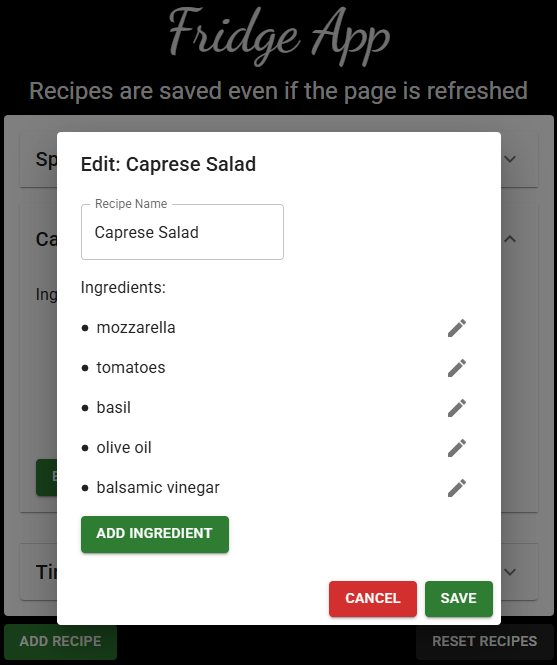 Fridge App
Recipes are saved even if the page is refreshed
Edit: Caprese Salad
Recipe Name
Caprese Salad
Ingredients:
• mozzarella
• tomatoes
• basil
• olive oil
• balsamic vinegar
ADD INGREDIENT
CANCEL
SAVE
ADD RECIPE
RESET RECIPES